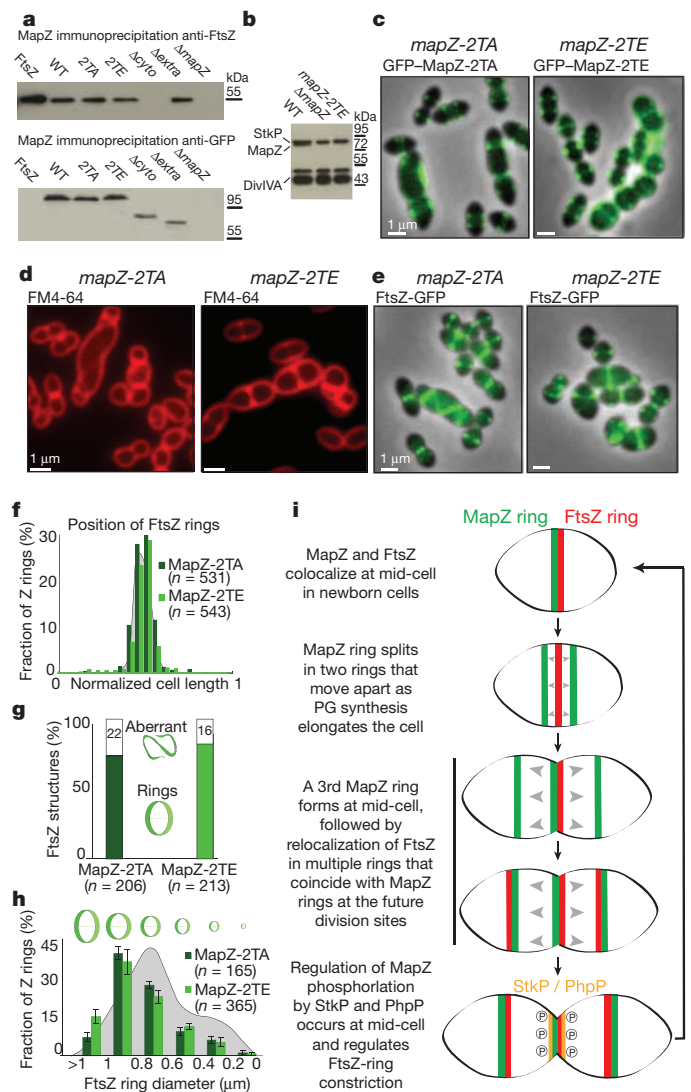 a
MapZ immunoprecipitation anti-FtsZ
FtsZ WT 2TA 2TE Δcyto Δextra ΔmapZ
kDa
55
MapZ immunoprecipitation anti-GFP
FtsZ WT 2TA 2TE Δcyto Δextra ΔmapZ
kDa
95
55
b
WT ΔmapZ mapZ-2TE
kDa
StkP
MapZ
DivIVA
95
72
55
43
c
mapZ-2TA mapZ-2TE
GFP–MapZ-2TA GFP–MapZ-2TE
1 μm
d
mapZ-2TA mapZ-2TE
FM4-64 FM4-64
1 μm
e
mapZ-2TA mapZ-2TE
FtsZ-GFP FtsZ-GFP
1 μm
f
Position of FtsZ rings
Fraction of Z rings (%)
30
20
10
0
MapZ-2TA
(n = 531)
MapZ-2TE
(n = 543)
0 Normalized cell length 1
g
FtsZ structures (%)
100
50
0
22 Aberrant 16
Rings
MapZ-2TA MapZ-2TE
(n = 206) (n = 213)
h
Fraction of Z rings (%)
45
30
15
0
MapZ-2TA
(n = 165)
MapZ-2TE
(n = 365)
>1 1 0.8 0.6 0.4 0.2 0
FtsZ ring diameter (μm)
i
MapZ ring FtsZ ring
MapZ and FtsZ
colocalize at mid-cell
in newborn cells
MapZ ring splits
in two rings that
move apart as
PG synthesis
elongates the cell
A 3rd MapZ ring
forms at mid-cell,
followed by
relocalization of FtsZ
in multiple rings that
coincide with MapZ
rings at the future
division sites
Regulation of MapZ
phosphorlation
by StkP and PhpP
occurs at mid-cell
and regulates
FtsZ-ring
constriction
StkP / PhpP
P P
P P
P P